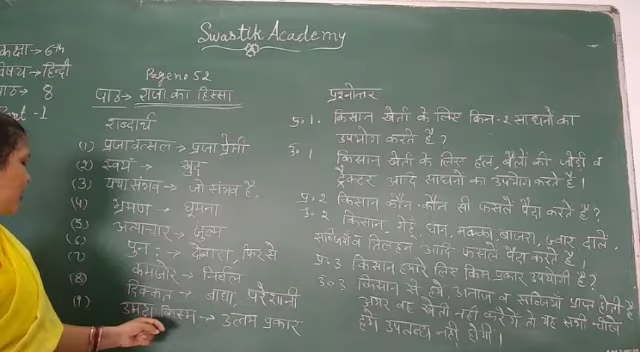 Swastik Academy
कक्षा → 6th
विषय → हिन्दी
पाठ → 8
Part -1
Page no 52
पाठ → राजा का हिस्सा
शब्दार्थ
(1) प्रजावत्सल → प्रजा प्रेमी
(2) स्वयं → खुद
(3) यथासंभव → जो संभव है,
(4) भ्रमण → घूमना
(5) अत्याचार → जुल्म
(6) पुनः → दोबारा, फिर से
(7) कमजोर → निर्बल
(8) दिक्कत → बाधा, परेशानी
(9) उमदा किस्म → उत्तम प्रकार
प्रश्नोत्तर
प्र.1. किसान खेती के लिए किन-2 साधनों का
उपयोग करते हैं?
उ. 1 किसान खेती के लिए हल, बैलों की जोड़ी व
ट्रैक्टर आदि साधनों का उपयोग करते हैं।
प्र.2 किसान कौन-कौन सी फसलें पैदा करते हैं?
उ. 2 किसान, गेहूँ, धान, मक्का, बाजरा, ज्वार दालें,
सब्जियाँ व तिलहन आदि फसलें पैदा करते हैं।
प्र. 3 किसान हमारे लिए किस प्रकार उपयोगी है?
उ. 3 किसान से हमें, अनाज व सब्जियां प्राप्त होती हैं
अगर वह खेती नहीं करेंगे तो यह सभी चीजें
हमें उपलब्ध नहीं होगी।